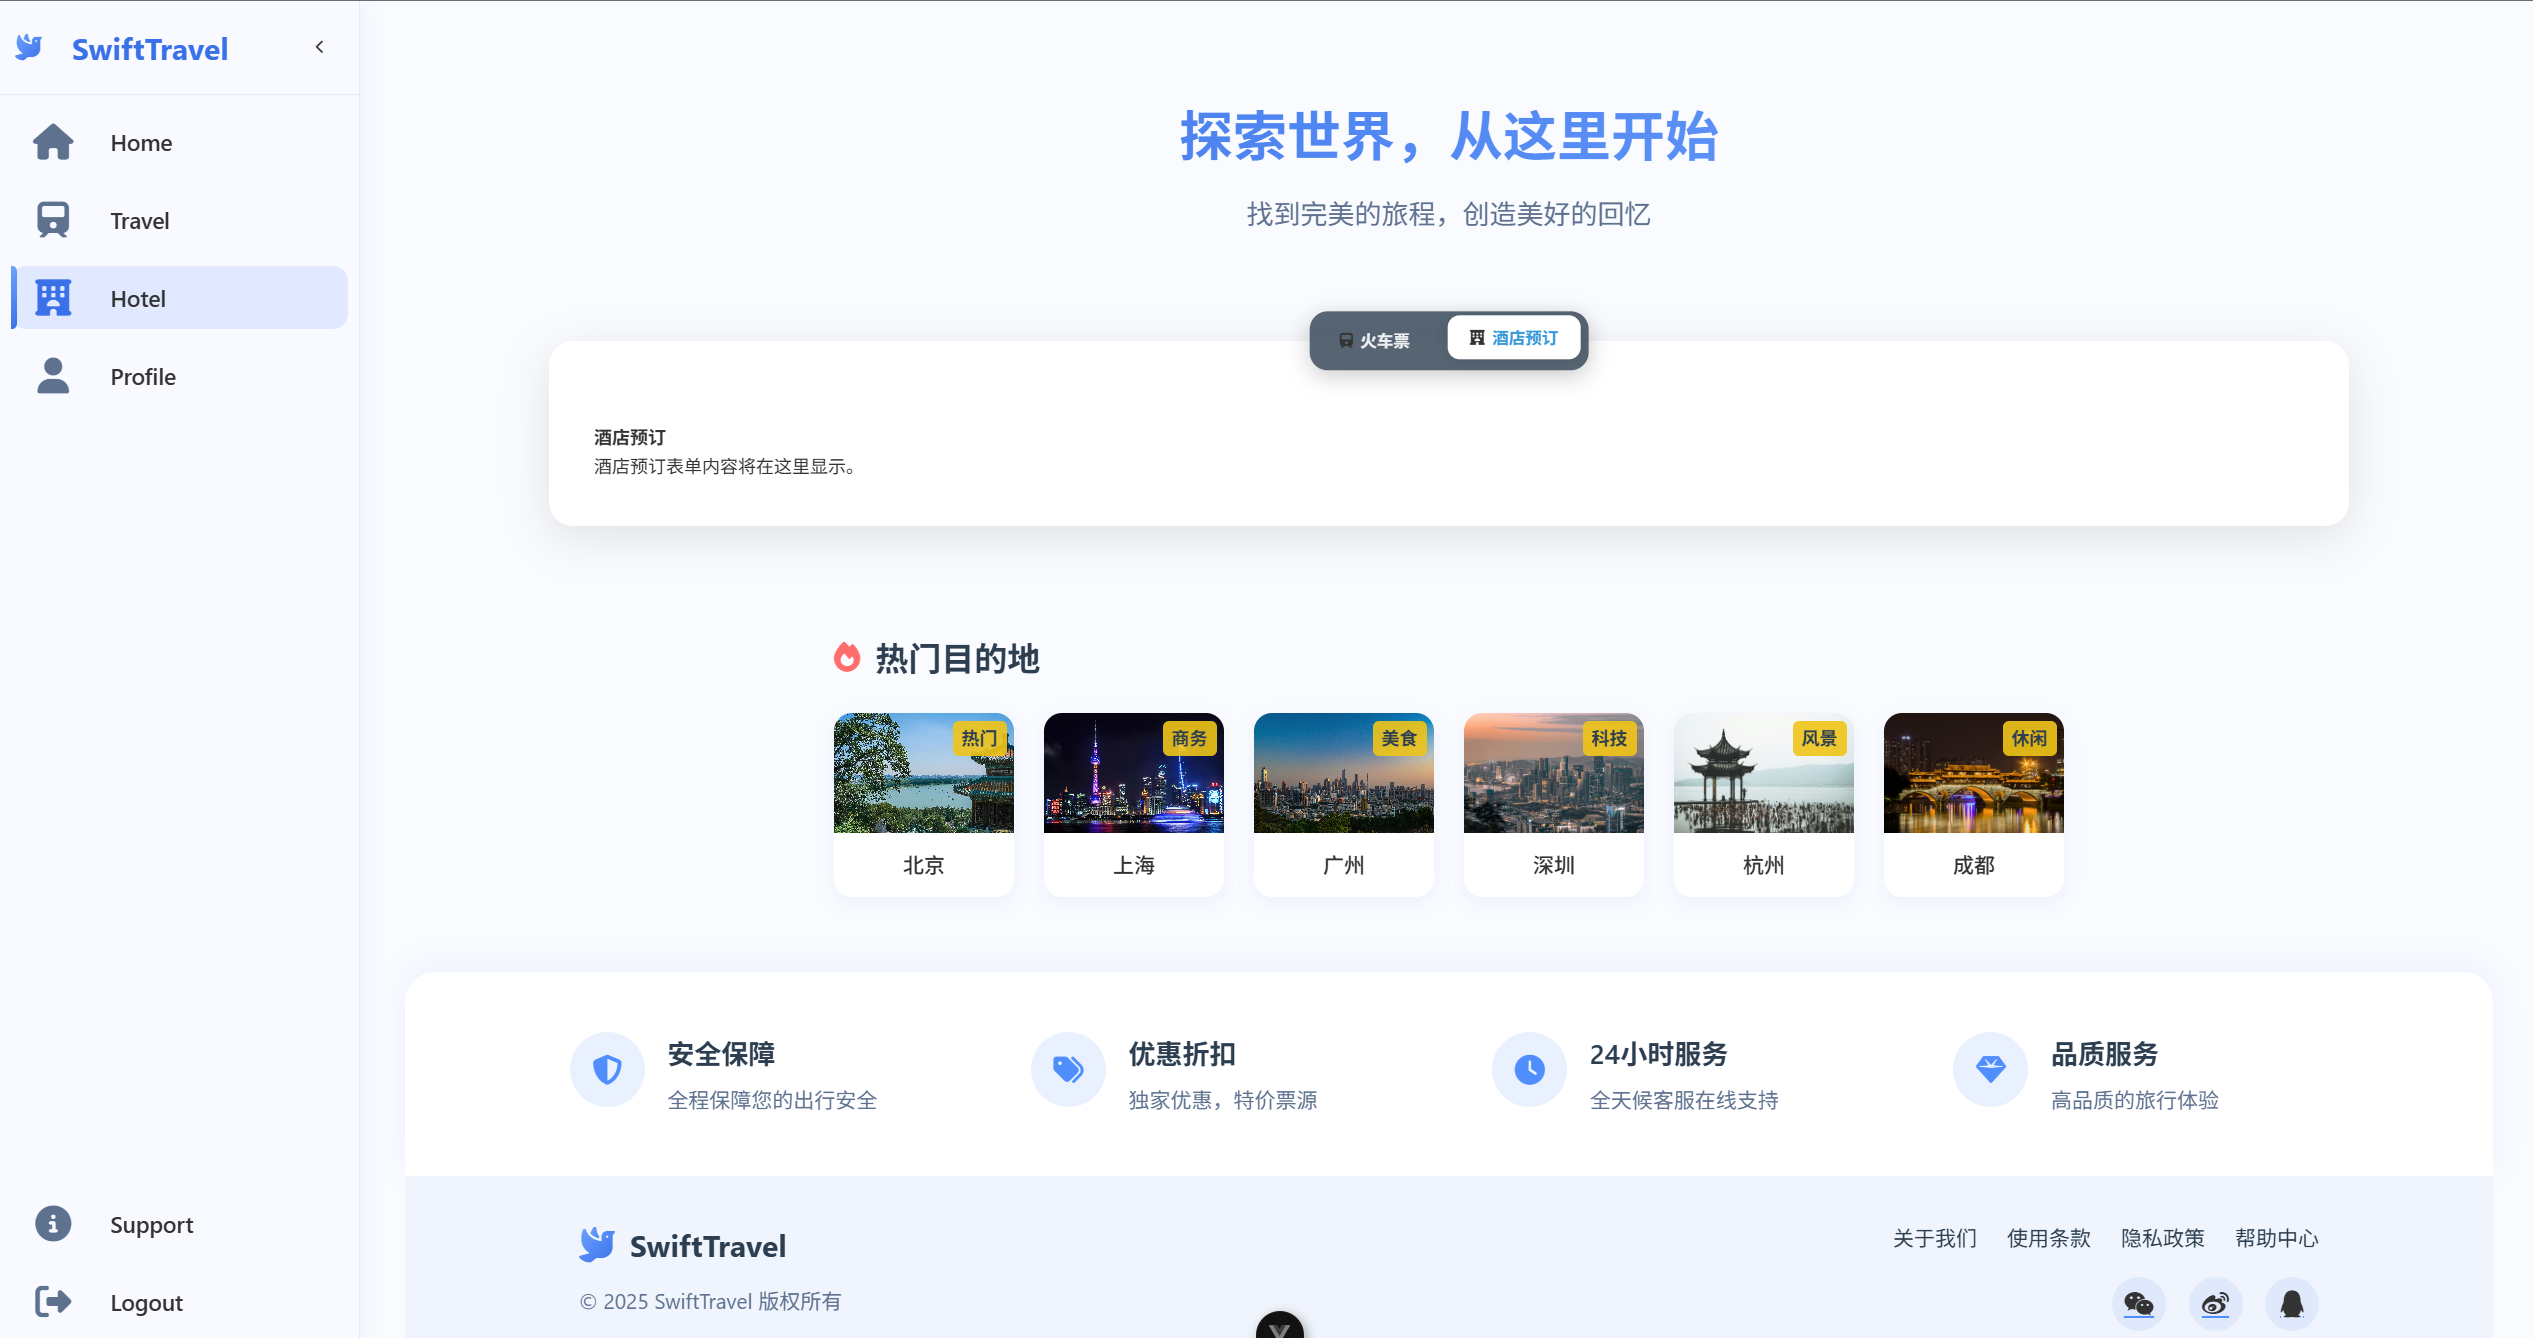 SwiftTravel
Home
Travel
Hotel
Profile
Support
Logout
探索世界，从这里开始
找到完美的旅程，创造美好的回忆
火车票
酒店预订
酒店预订
酒店预订表单内容将在这里显示。
热门目的地
热门
商务
美食
科技
风景
休闲
北京
上海
广州
深圳
杭州
成都
安全保障
全程保障您的出行安全
优惠折扣
独家优惠，特价票源
24小时服务
全天候客服在线支持
品质服务
高品质的旅行体验
SwiftTravel
© 2025 SwiftTravel 版权所有
关于我们
使用条款
隐私政策
帮助中心